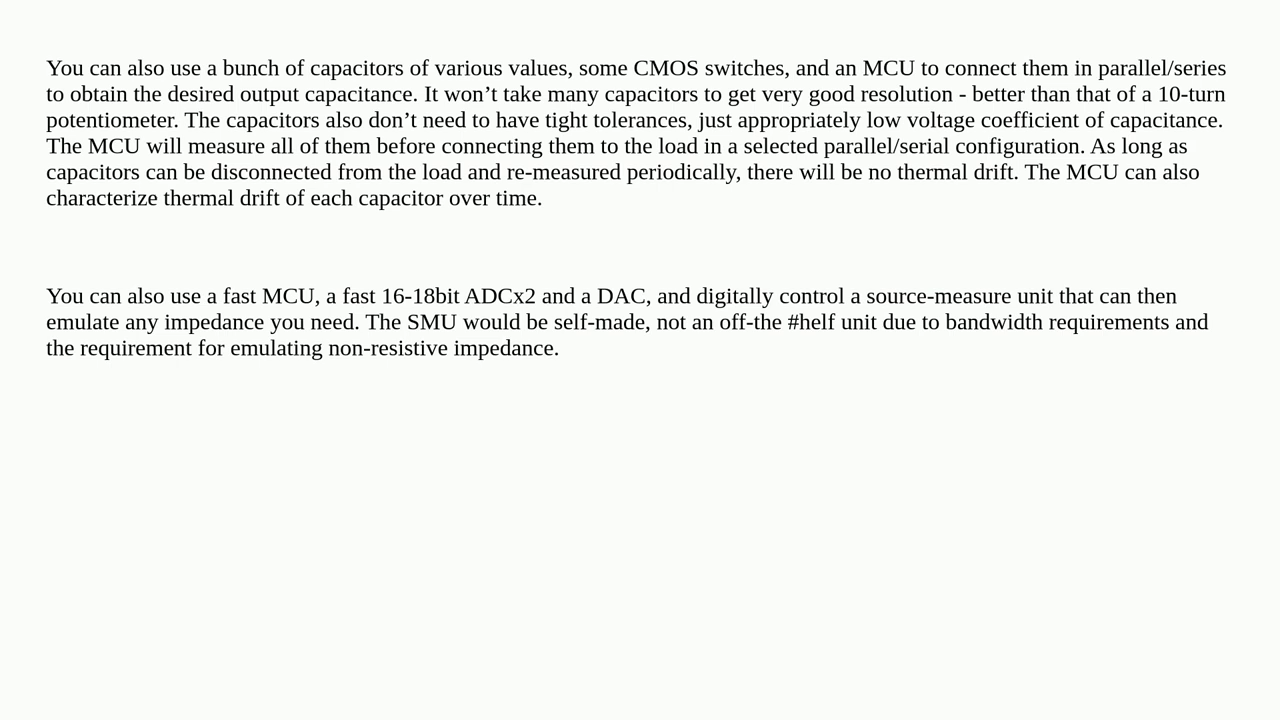 You can also use a bunch of capacitors of various values, some CMOS switches, and an MCU to connect them in parallel/series
to obtain the desired output capacitance. It won’t take many capacitors to get very good resolution - better than that of a 10-turn
potentiometer. The capacitors also don’t need to have tight tolerances, just appropriately low voltage coefficient of capacitance.
The MCU will measure all of them before connecting them to the load in a selected parallel/serial configuration. As long as
capacitors can be disconnected from the load and re-measured periodically, there will be no thermal drift. The MCU can also
characterize thermal drift of each capacitor over time.
You can also use a fast MCU, a fast 16-18bit ADCx2 and a DAC, and digitally control a source-measure unit that can then
emulate any impedance you need. The SMU would be self-made, not an off-the #helf unit due to bandwidth requirements and
the requirement for emulating non-resistive impedance.